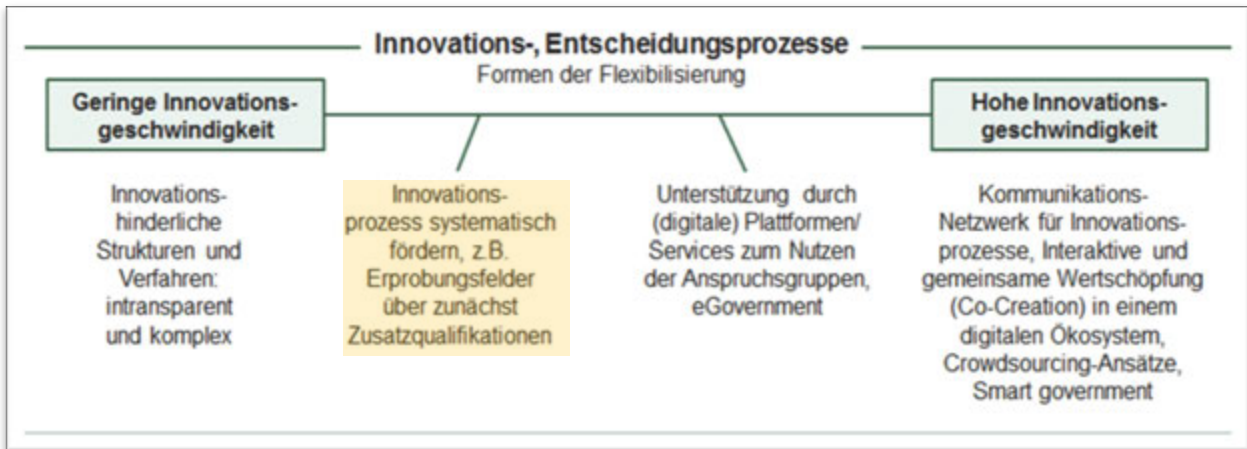 Innovations-, Entscheidungsprozesse
Formen der Flexibilisierung
Geringe Innovations-
geschwindigkeit
Hohe Innovations-
geschwindigkeit
Innovations-
hinderliche
Strukturen und
Verfahren:
intransparent
und komplex
Innovations-
prozess systematisch
fördern, z.B.
Erprobungsfelder
über zunächst
Zusatzqualifikationen
Unterstützung durch
(digitale) Plattformen/
Services zum Nutzen
der Anspruchsgruppen,
eGovernment
Kommunikations-
Netzwerk für Innovations-
prozesse, Interaktive und
gemeinsame Wertschöpfung
(Co-Creation) in einem
digitalen Ökosystem,
Crowdsourcing-Ansätze,
Smart government